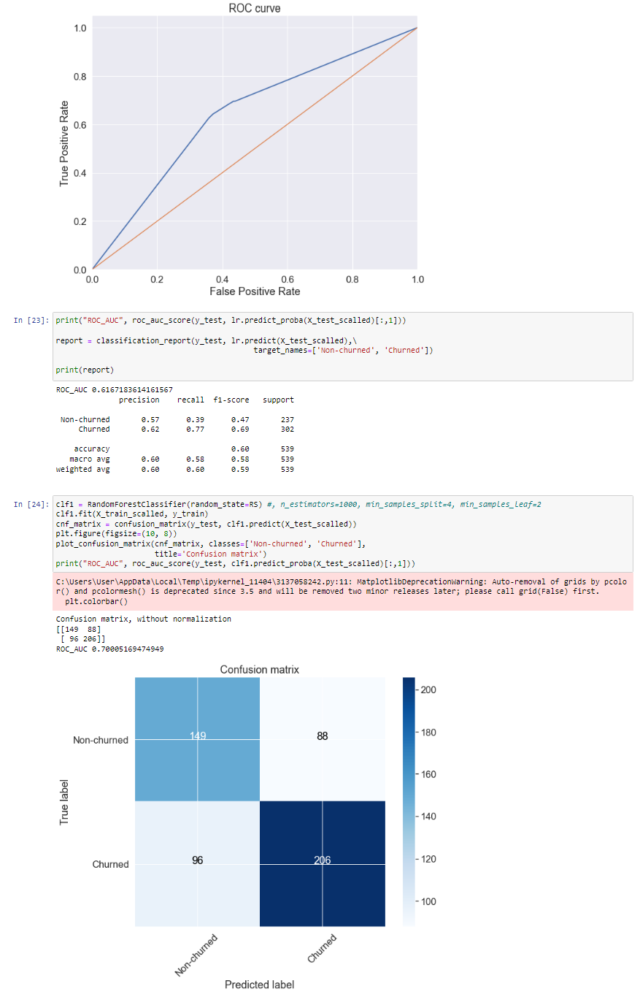 ROC curve
1.0
0.8
0.6
0.4
0.2
0.0
True Positive Rate
0.0 0.2 0.4 0.6 0.8 1.0
False Positive Rate
In [23]: print("ROC_AUC", roc_auc_score(y_test, lr.predict_proba(X_test_scalled)[:,1]))
report = classification_report(y_test, lr.predict(X_test_scalled),\
target_names=['Non-churned', 'Churned'])
print(report)
ROC_AUC 0.6167183614161567
precision recall f1-score support
Non-churned 0.57 0.39 0.47 237
Churned 0.62 0.77 0.69 302
accuracy 0.60 539
macro avg 0.60 0.58 0.58 539
weighted avg 0.60 0.60 0.59 539
In [24]: clf1 = RandomForestClassifier(random_state=RS) #, n_estimators=1000, min_samples_split=4, min_samples_leaf=2
clf1.fit(X_train_scalled, y_train)
cnf_matrix = confusion_matrix(y_test, clf1.predict(X_test_scalled))
plt.figure(figsize=(10, 8))
plot_confusion_matrix(cnf_matrix, classes=['Non-churned', 'Churned'],
title='Confusion matrix')
print("ROC_AUC", roc_auc_score(y_test, clf1.predict_proba(X_test_scalled)[:,1]))
C:\Users\User\AppData\Local\Temp\ipykernel_11404\3137058242.py:11: MatplotlibDeprecationWarning: Auto-removal of grids by pcolo
r() and pcolormesh() is deprecated since 3.5 and will be removed two minor releases later; please call grid(False) first.
plt.colorbar()
Confusion matrix, without normalization
[[149 88]
[ 96 206]]
ROC_AUC 0.70005169474949
Confusion matrix
Non-churned 149 88
Churned 96 206
True label
Non-churned Churned
Predicted label
200
180
160
140
120
100